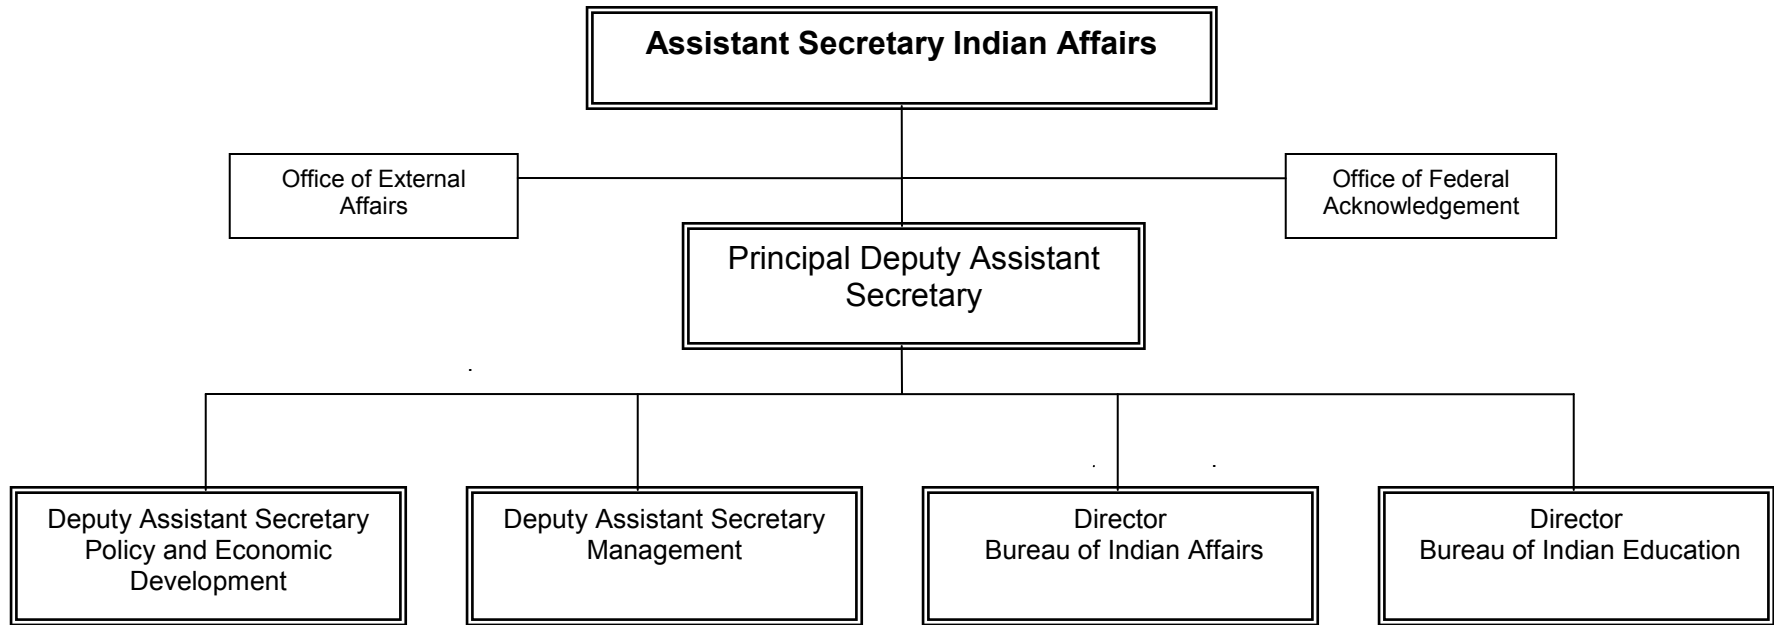 Assistant Secretary Indian Affairs
Office of External
Affairs
Office of Federal
Acknowledgement
Principal Deputy Assistant
Secretary
Deputy Assistant Secretary
Policy and Economic
Development
Deputy Assistant Secretary
Management
Director
Bureau of Indian Affairs
Director
Bureau of Indian Education